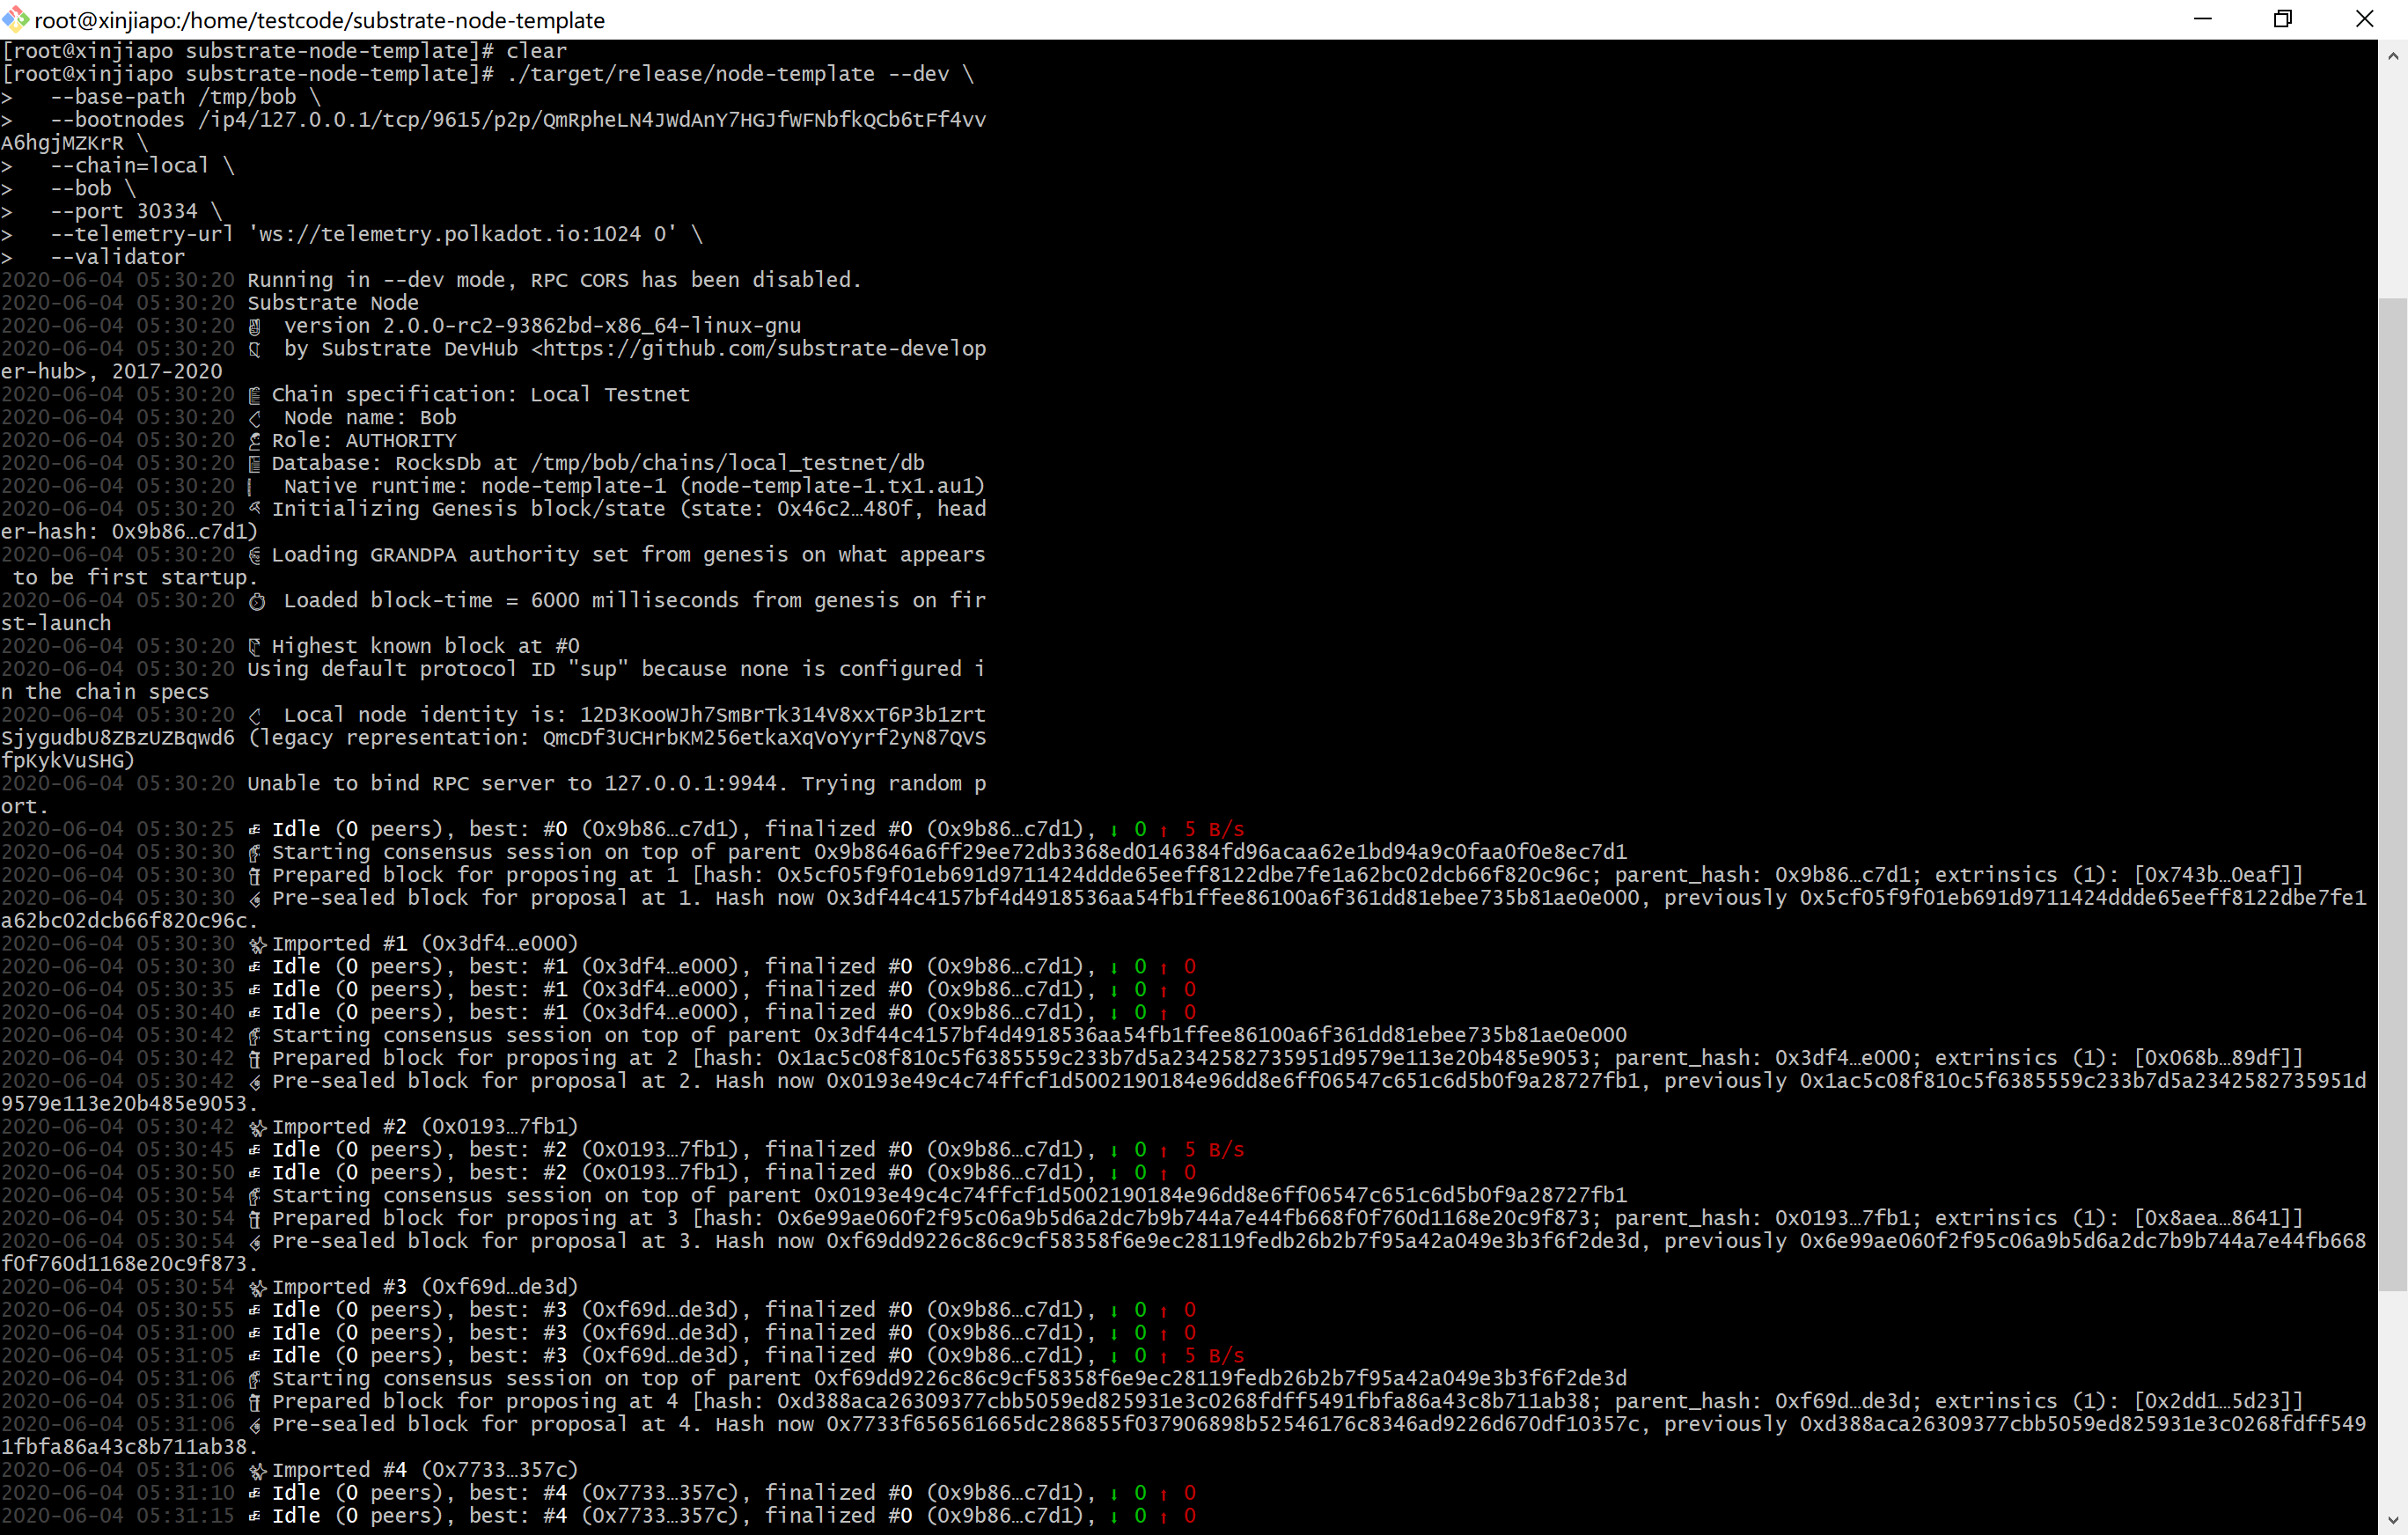 root@xinjiapo:/home/testcode/substrate-node-template
[root@xinjiapo substrate-node-template]# clear
[root@xinjiapo substrate-node-template]# ./target/release/node-template --dev \
>   --base-path /tmp/bob \
>   --bootnodes /ip4/127.0.0.1/tcp/9615/p2p/QmRpheLN4JWdAnY7HGJfWFNbfkQCb6tFf4vv
A6hgjMZKrR \
>   --chain=local \
>   --bob \
>   --port 30334 \
>   --telemetry-url 'ws://telemetry.polkadot.io:1024 0' \
>   --validator
2020-06-04 05:30:20 Running in --dev mode, RPC CORS has been disabled.
2020-06-04 05:30:20 Substrate Node
2020-06-04 05:30:20 version 2.0.0-rc2-93862bd-x86_64-linux-gnu
2020-06-04 05:30:20 by Substrate DevHub <https://github.com/substrate-develop
er-hub>, 2017-2020
2020-06-04 05:30:20 Chain specification: Local Testnet
2020-06-04 05:30:20 Node name: Bob
2020-06-04 05:30:20 Role: AUTHORITY
2020-06-04 05:30:20 Database: RocksDb at /tmp/bob/chains/local_testnet/db
2020-06-04 05:30:20 Native runtime: node-template-1 (node-template-1.tx1.au1)
2020-06-04 05:30:20 Initializing Genesis block/state (state: 0x46c2…480f, head
er-hash: 0x9b86…c7d1)
2020-06-04 05:30:20 Loading GRANDPA authority set from genesis on what appears
 to be first startup.
2020-06-04 05:30:20 Loaded block-time = 6000 milliseconds from genesis on fir
st-launch
2020-06-04 05:30:20 Highest known block at #0
2020-06-04 05:30:20 Using default protocol ID "sup" because none is configured i
n the chain specs
2020-06-04 05:30:20 Local node identity is: 12D3KooWJh7SmBrTk314V8xxT6P3b1zrt
SjygudbU8ZBzUZBqwd6 (legacy representation: QmcDf3UCHrbKM256etkaXqVoYyrf2yN87QVS
fpKykVuSHG)
2020-06-04 05:30:20 Unable to bind RPC server to 127.0.0.1:9944. Trying random p
ort.
2020-06-04 05:30:25 Idle (0 peers), best: #0 (0x9b86…c7d1), finalized #0 (0x9b86…c7d1), ↓ 0 ↑ 5 B/s
2020-06-04 05:30:30 Starting consensus session on top of parent 0x9b8646a6ff29ee72db3368ed0146384fd96acaa62e1bd94a9c0faa0f0e8ec7d1
2020-06-04 05:30:30 Prepared block for proposing at 1 [hash: 0x5cf05f9f01eb691d9711424ddde65eeff8122dbe7fe1a62bc02dcb66f820c96c; parent_hash: 0x9b86…c7d1; extrinsics (1): [0x743b…0eaf]]
2020-06-04 05:30:30 Pre-sealed block for proposal at 1. Hash now 0x3df44c4157bf4d4918536aa54fb1ffee86100a6f361dd81ebee735b81ae0e000, previously 0x5cf05f9f01eb691d9711424ddde65eeff8122dbe7fe1
a62bc02dcb66f820c96c.
2020-06-04 05:30:30 Imported #1 (0x3df4…e000)
2020-06-04 05:30:30 Idle (0 peers), best: #1 (0x3df4…e000), finalized #0 (0x9b86…c7d1), ↓ 0 ↑ 0
2020-06-04 05:30:35 Idle (0 peers), best: #1 (0x3df4…e000), finalized #0 (0x9b86…c7d1), ↓ 0 ↑ 0
2020-06-04 05:30:40 Idle (0 peers), best: #1 (0x3df4…e000), finalized #0 (0x9b86…c7d1), ↓ 0 ↑ 0
2020-06-04 05:30:42 Starting consensus session on top of parent 0x3df44c4157bf4d4918536aa54fb1ffee86100a6f361dd81ebee735b81ae0e000
2020-06-04 05:30:42 Prepared block for proposing at 2 [hash: 0x1ac5c08f810c5f6385559c233b7d5a2342582735951d9579e113e20b485e9053; parent_hash: 0x3df4…e000; extrinsics (1): [0x068b…89df]]
2020-06-04 05:30:42 Pre-sealed block for proposal at 2. Hash now 0x0193e49c4c74ffcf1d5002190184e96dd8e6ff06547c651c6d5b0f9a28727fb1, previously 0x1ac5c08f810c5f6385559c233b7d5a2342582735951d
9579e113e20b485e9053.
2020-06-04 05:30:42 Imported #2 (0x0193…7fb1)
2020-06-04 05:30:45 Idle (0 peers), best: #2 (0x0193…7fb1), finalized #0 (0x9b86…c7d1), ↓ 0 ↑ 5 B/s
2020-06-04 05:30:50 Idle (0 peers), best: #2 (0x0193…7fb1), finalized #0 (0x9b86…c7d1), ↓ 0 ↑ 0
2020-06-04 05:30:54 Starting consensus session on top of parent 0x0193e49c4c74ffcf1d5002190184e96dd8e6ff06547c651c6d5b0f9a28727fb1
2020-06-04 05:30:54 Prepared block for proposing at 3 [hash: 0x6e99ae060f2f95c06a9b5d6a2dc7b9b744a7e44fb668f0f760d1168e20c9f873; parent_hash: 0x0193…7fb1; extrinsics (1): [0x8aea…8641]]
2020-06-04 05:30:54 Pre-sealed block for proposal at 3. Hash now 0xf69dd9226c86c9cf58358f6e9ec28119fedb26b2b7f95a42a049e3b3f6f2de3d, previously 0x6e99ae060f2f95c06a9b5d6a2dc7b9b744a7e44fb668
f0f760d1168e20c9f873.
2020-06-04 05:30:54 Imported #3 (0xf69d…de3d)
2020-06-04 05:30:55 Idle (0 peers), best: #3 (0xf69d…de3d), finalized #0 (0x9b86…c7d1), ↓ 0 ↑ 0
2020-06-04 05:31:00 Idle (0 peers), best: #3 (0xf69d…de3d), finalized #0 (0x9b86…c7d1), ↓ 0 ↑ 0
2020-06-04 05:31:05 Idle (0 peers), best: #3 (0xf69d…de3d), finalized #0 (0x9b86…c7d1), ↓ 0 ↑ 5 B/s
2020-06-04 05:31:06 Starting consensus session on top of parent 0xf69dd9226c86c9cf58358f6e9ec28119fedb26b2b7f95a42a049e3b3f6f2de3d
2020-06-04 05:31:06 Prepared block for proposing at 4 [hash: 0xd388aca26309377cbb5059ed825931e3c0268fdff5491fbfa86a43c8b711ab38; parent_hash: 0xf69d…de3d; extrinsics (1): [0x2dd1…5d23]]
2020-06-04 05:31:06 Pre-sealed block for proposal at 4. Hash now 0x7733f656561665dc286855f037906898b52546176c8346ad9226d670df10357c, previously 0xd388aca26309377cbb5059ed825931e3c0268fdff549
1fbfa86a43c8b711ab38.
2020-06-04 05:31:06 Imported #4 (0x7733…357c)
2020-06-04 05:31:10 Idle (0 peers), best: #4 (0x7733…357c), finalized #0 (0x9b86…c7d1), ↓ 0 ↑ 0
2020-06-04 05:31:15 Idle (0 peers), best: #4 (0x7733…357c), finalized #0 (0x9b86…c7d1), ↓ 0 ↑ 0